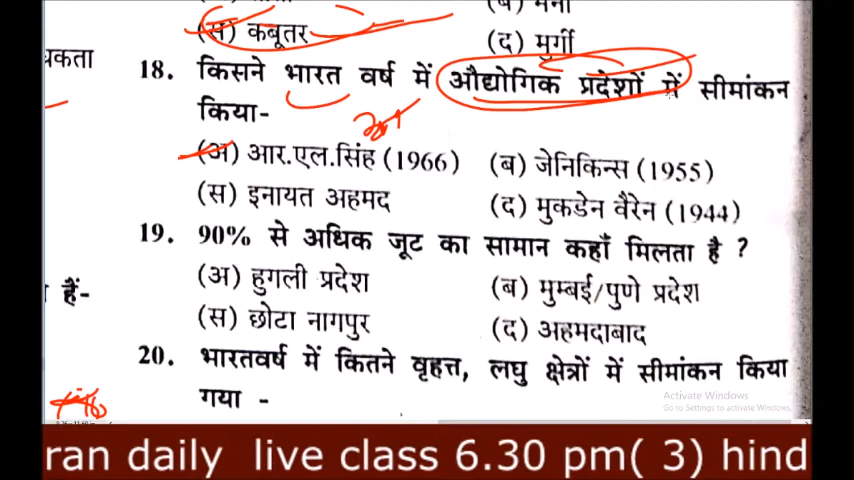 (स) कबूतर
(द) मुर्गी
18. किसने भारत वर्ष में औद्योगिक प्रदेशों में सीमांकन
किया-
(अ) आर.एल.सिंह (1966) (ब) जेनिकिन्स (1955)
(स) इनायत अहमद (द) मुकडेन वैरेन (1944)
19. 90% से अधिक जूट का सामान कहाँ मिलता है ?
(अ) हुगली प्रदेश (ब) मुम्बई/पुणे प्रदेश
(स) छोटा नागपुर (द) अहमदाबाद
20. भारतवर्ष में कितने वृहत्त, लघु क्षेत्रों में सीमांकन किया
गया -
हैं-
Activate Windows
Go to Settings to activate Windows.
ran daily live class 6.30 pm( 3) hind